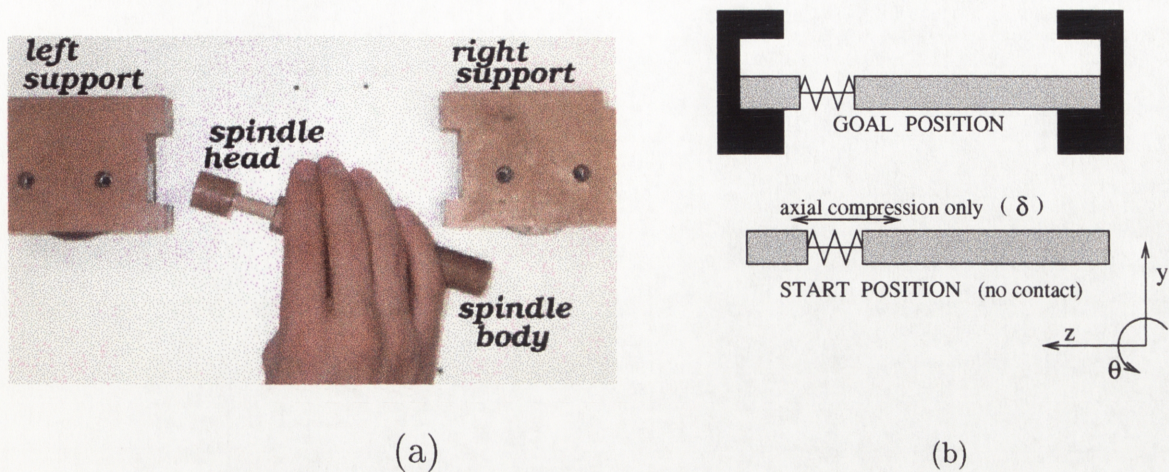 left
support
right
support
spindle
head
spindle
body
(a)
GOAL POSITION
axial compression only ( δ )
START POSITION (no contact)
y
z
θ
(b)